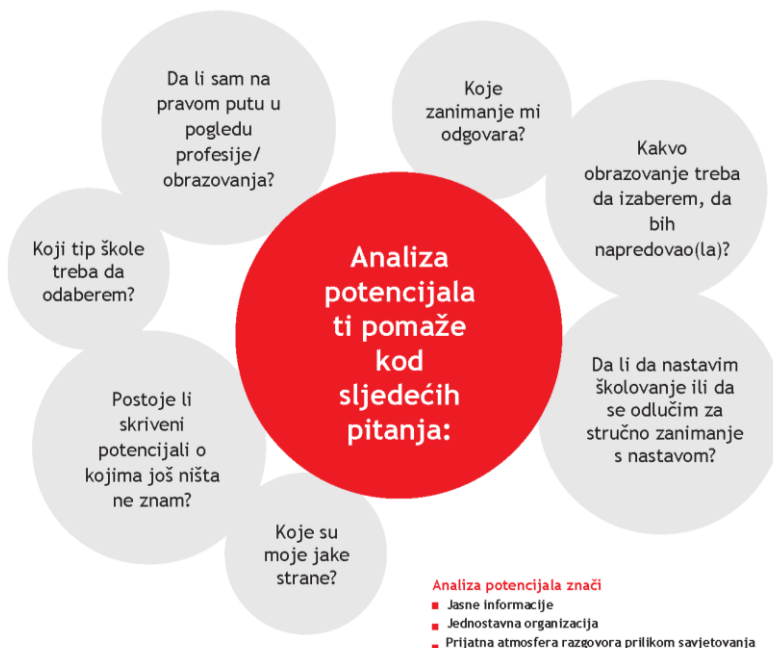 Da li sam na
pravom putu u
pogledu
profesije/
obrazovanja?
Koje
zanimanje mi
odgovara?
Kakvo
obrazovanje treba
da izaberem, da
bih
napredovao(la)?
Koji tip škole
treba da
odaberem?
Analiza
potencijala
ti pomaže
kod
sljedećih
pitanja:
Da li da nastavim
školovanje ili da
se odlučim za
stručno zanimanje
s nastavom?
Postoje li
skriveni
potencijali o
kojima još ništa
ne znam?
Koje su
moje jake
strane?
Analiza potencijala znači
Jasne informacije
Jednostavna organizacija
Prijatna atmosfera razgovora prilikom savjetovanja